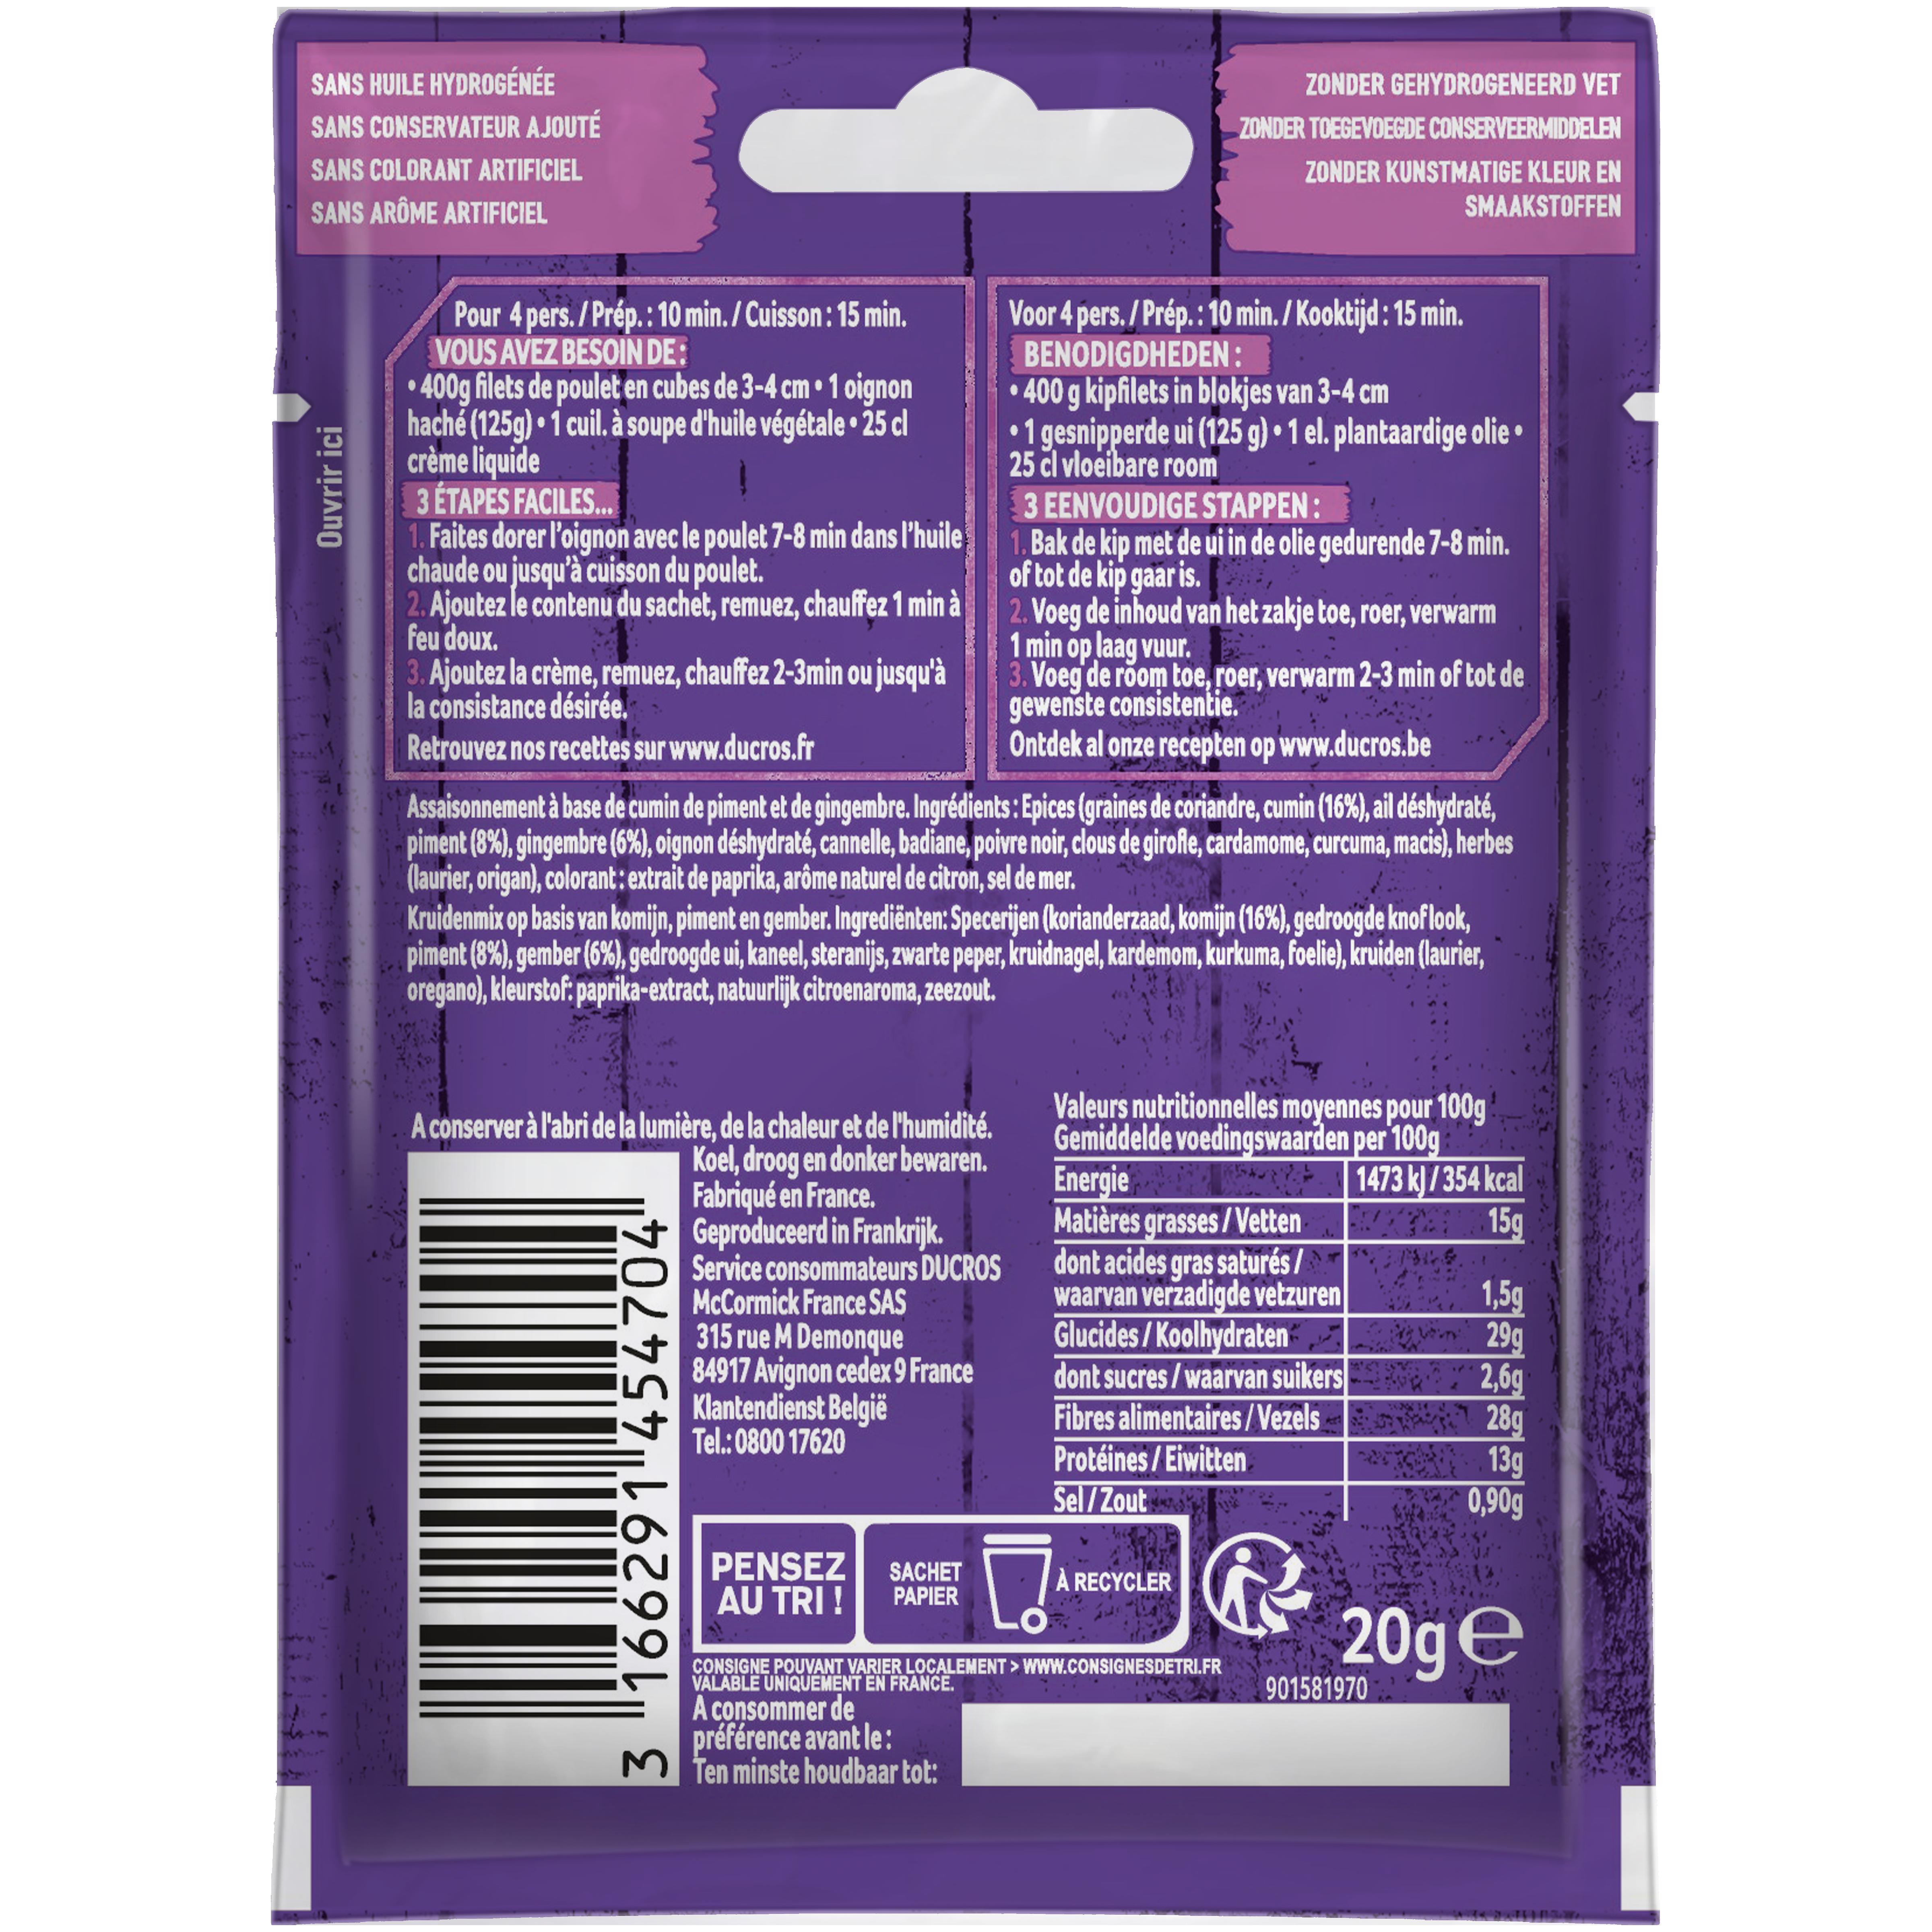 SANS HUILE HYDROGÉNÉE
SANS CONSERVATEUR AJOUTÉ
SANS COLORANT ARTIFICIEL
SANS ARÔME ARTIFICIEL
ZONDER GEHYDROGENEERD VET
ZONDER TOEGEVOEGDE CONSERVEERMIDDELEN
ZONDER KUNSTMATIGE KLEUR EN
SMAAKSTOFFEN
Ouvrir ici
Pour 4 pers. / Prép. : 10 min. / Cuisson : 15 min.
VOUS AVEZ BESOIN DE :
• 400g filets de poulet en cubes de 3-4 cm • 1 oignon
haché (125g) • 1 cuil. à soupe d'huile végétale • 25 cl
crème liquide
3 ÉTAPES FACILES...
1. Faites dorer l'oignon avec le poulet 7-8 min dans l'huile
chaude ou jusqu'à cuisson du poulet.
2. Ajoutez le contenu du sachet, remuez, chauffez 1 min à
feu doux.
3. Ajoutez la crème, remuez, chauffez 2-3min ou jusqu'à
la consistance désirée.
Retrouvez nos recettes sur www.ducros.fr
Voor 4 pers. / Prép. : 10 min. / Kooktijd : 15 min.
BENODIGDHEDEN :
• 400 g kipfilets in blokjes van 3-4 cm
• 1 gesnipperde ui (125 g) • 1 el. plantaardige olie •
25 cl vloeibare room
3 EENVOUDIGE STAPPEN :
1. Bak de kip met de ui in de olie gedurende 7-8 min.
of tot de kip gaar is.
2. Voeg de inhoud van het zakje toe, roer, verwarm
1 min op laag vuur.
3. Voeg de room toe, roer, verwarm 2-3 min of tot de
gewenste consistentie.
Ontdek al onze recepten op www.ducros.be
Assaisonnement à base de cumin de piment et de gingembre. Ingrédients : Epices (graines de coriandre, cumin (16%), ail déshydraté,
piment (8%), gingembre (6%), oignon déshydraté, cannelle, badiane, poivre noir, clous de girofle, cardamome, curcuma, macis), herbes
(laurier, origan), colorant : extrait de paprika, arôme naturel de citron, sel de mer.
Kruidenmix op basis van komijn, piment en gember. Ingrediënten: Specerijen (korianderzaad, komijn (16%), gedroogde knoflook,
piment (8%), gember (6%), gedroogde ui, kaneel, steranijs, zwarte peper, kruidnagel, kardemom, kurkuma, foelie), kruiden (laurier,
oregano), kleurstof: paprika-extract, natuurlijk citroenaroma, zeezout.
A conserver à l'abri de la lumière, de la chaleur et de l'humidité.
Koel, droog en donker bewaren.
Fabriqué en France.
Geproduceerd in Frankrijk.
Service consommateurs DUCROS
McCormick France SAS
315 rue M Demonque
84917 Avignon cedex 9 France
Klantendienst België
Tel.: 0800 17620
3 166291 454704
Valeurs nutritionnelles moyennes pour 100g
Gemiddelde voedingswaarden per 100g
Energie 1473 kJ / 354 kcal
Matières grasses / Vetten 15g
dont acides gras saturés /
waarvan verzadigde vetzuren 1,5g
Glucides / Koolhydraten 29g
dont sucres / waarvan suikers 2,6g
Fibres alimentaires / Vezels 28g
Protéines / Eiwitten 13g
Sel / Zout 0,90g
PENSEZ
AU TRI !
SACHET
PAPIER
À RECYCLER
20g e
CONSIGNE POUVANT VARIER LOCALEMENT > WWW.CONSIGNESDETRI.FR
VALABLE UNIQUEMENT EN FRANCE.
901581970
A consommer de
préférence avant le :
Ten minste houdbaar tot: